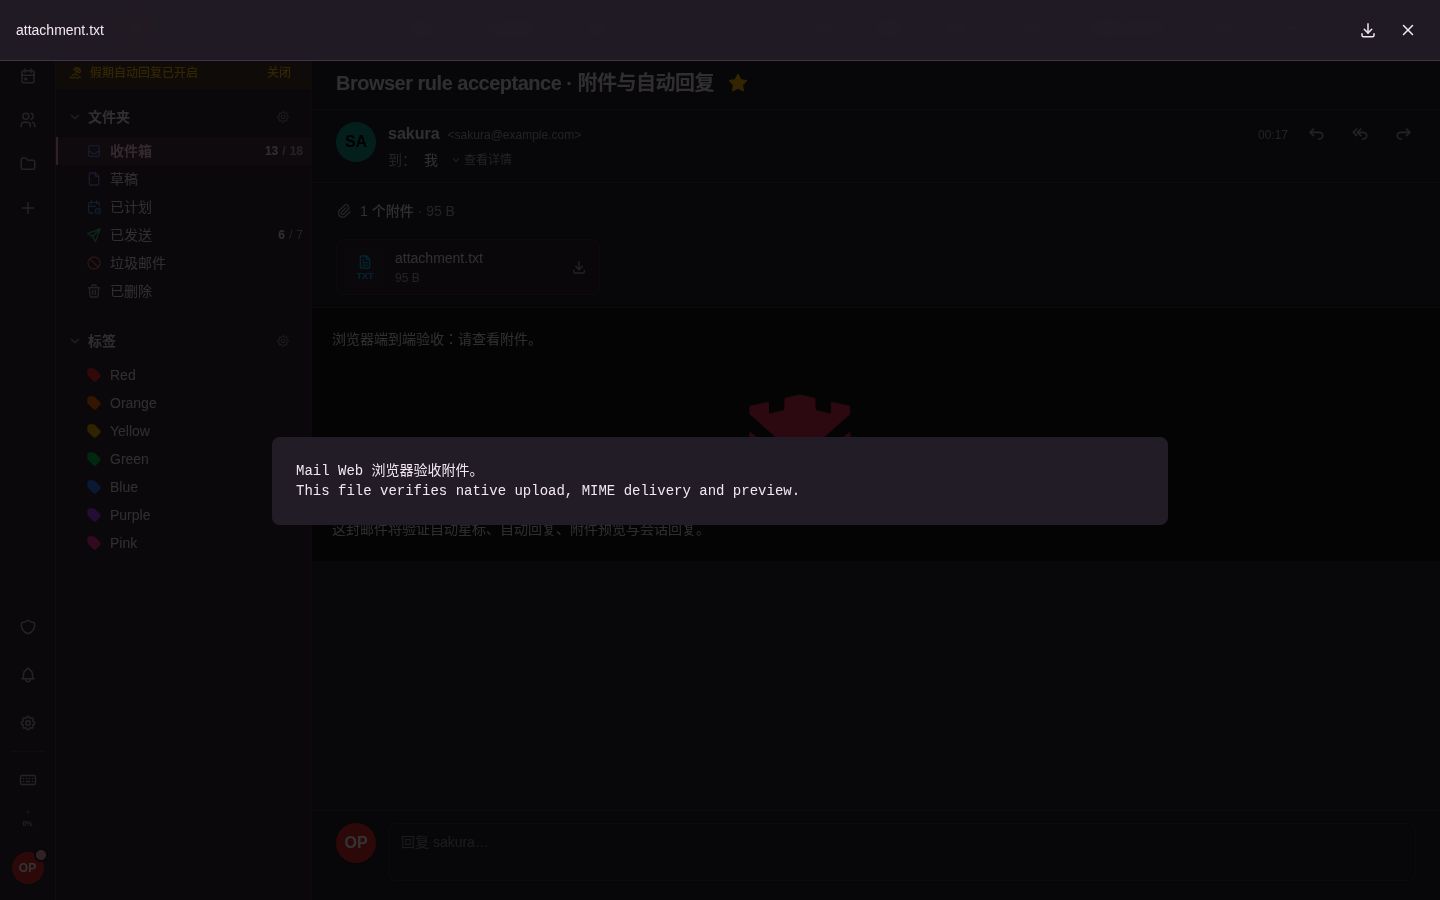 attachment.txt
假期自动回复已开启 关闭
Browser rule acceptance · 附件与自动回复
文件夹
收件箱 13 / 18
草稿
已计划
已发送 6 / 7
垃圾邮件
已删除
标签
Red
Orange
Yellow
Green
Blue
Purple
Pink
0%
OP
SA
sakura <sakura@example.com>
00:17
到： 我 查看详情
1 个附件 · 95 B
TXT
attachment.txt
95 B
浏览器端到端验收：请查看附件。
Mail Web 浏览器验收附件。
This file verifies native upload, MIME delivery and preview.
这封邮件将验证自动星标、自动回复、附件预览与会话回复。
OP
回复 sakura...